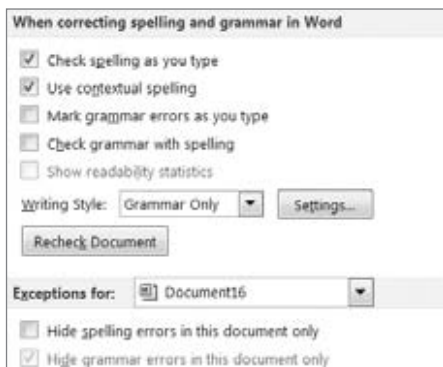 When correcting spelling and grammar in Word
Check spelling as you type
Use contextual spelling
Mark grammar errors as you type
Check grammar with spelling
Show readability statistics
Writing Style: Grammar Only Settings...
Recheck Document
Exceptions for: Document16
Hide spelling errors in this document only
Hide grammar errors in this document only